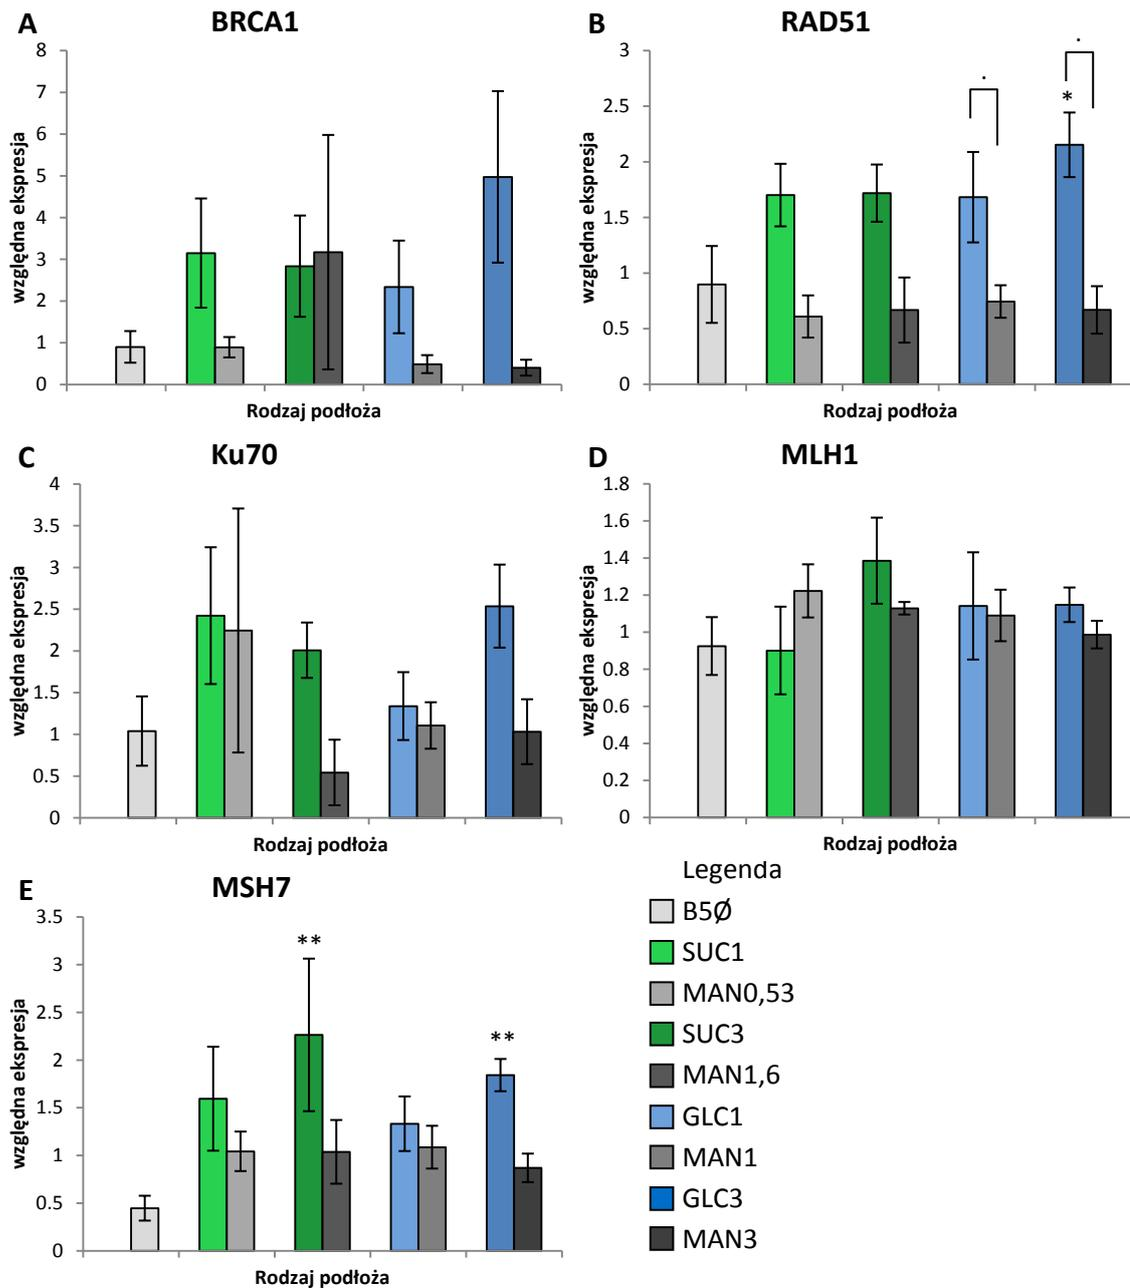 A
BRCA1
względna ekspresja
8
7
6
5
4
3
2
1
0
Rodzaj podłoża
B
RAD51
względna ekspresja
3
2.5
2
1.5
1
0.5
0
.
.
*
Rodzaj podłoża
C
Ku70
względna ekspresja
4
3.5
3
2.5
2
1.5
1
0.5
0
Rodzaj podłoża
D
MLH1
względna ekspresja
1.8
1.6
1.4
1.2
1
0.8
0.6
0.4
0.2
0
Rodzaj podłoża
E
MSH7
względna ekspresja
3.5
3
2.5
2
1.5
1
0.5
0
**
**
Rodzaj podłoża
Legenda
B5Ø
SUC1
MAN0,53
SUC3
MAN1,6
GLC1
MAN1
GLC3
MAN3